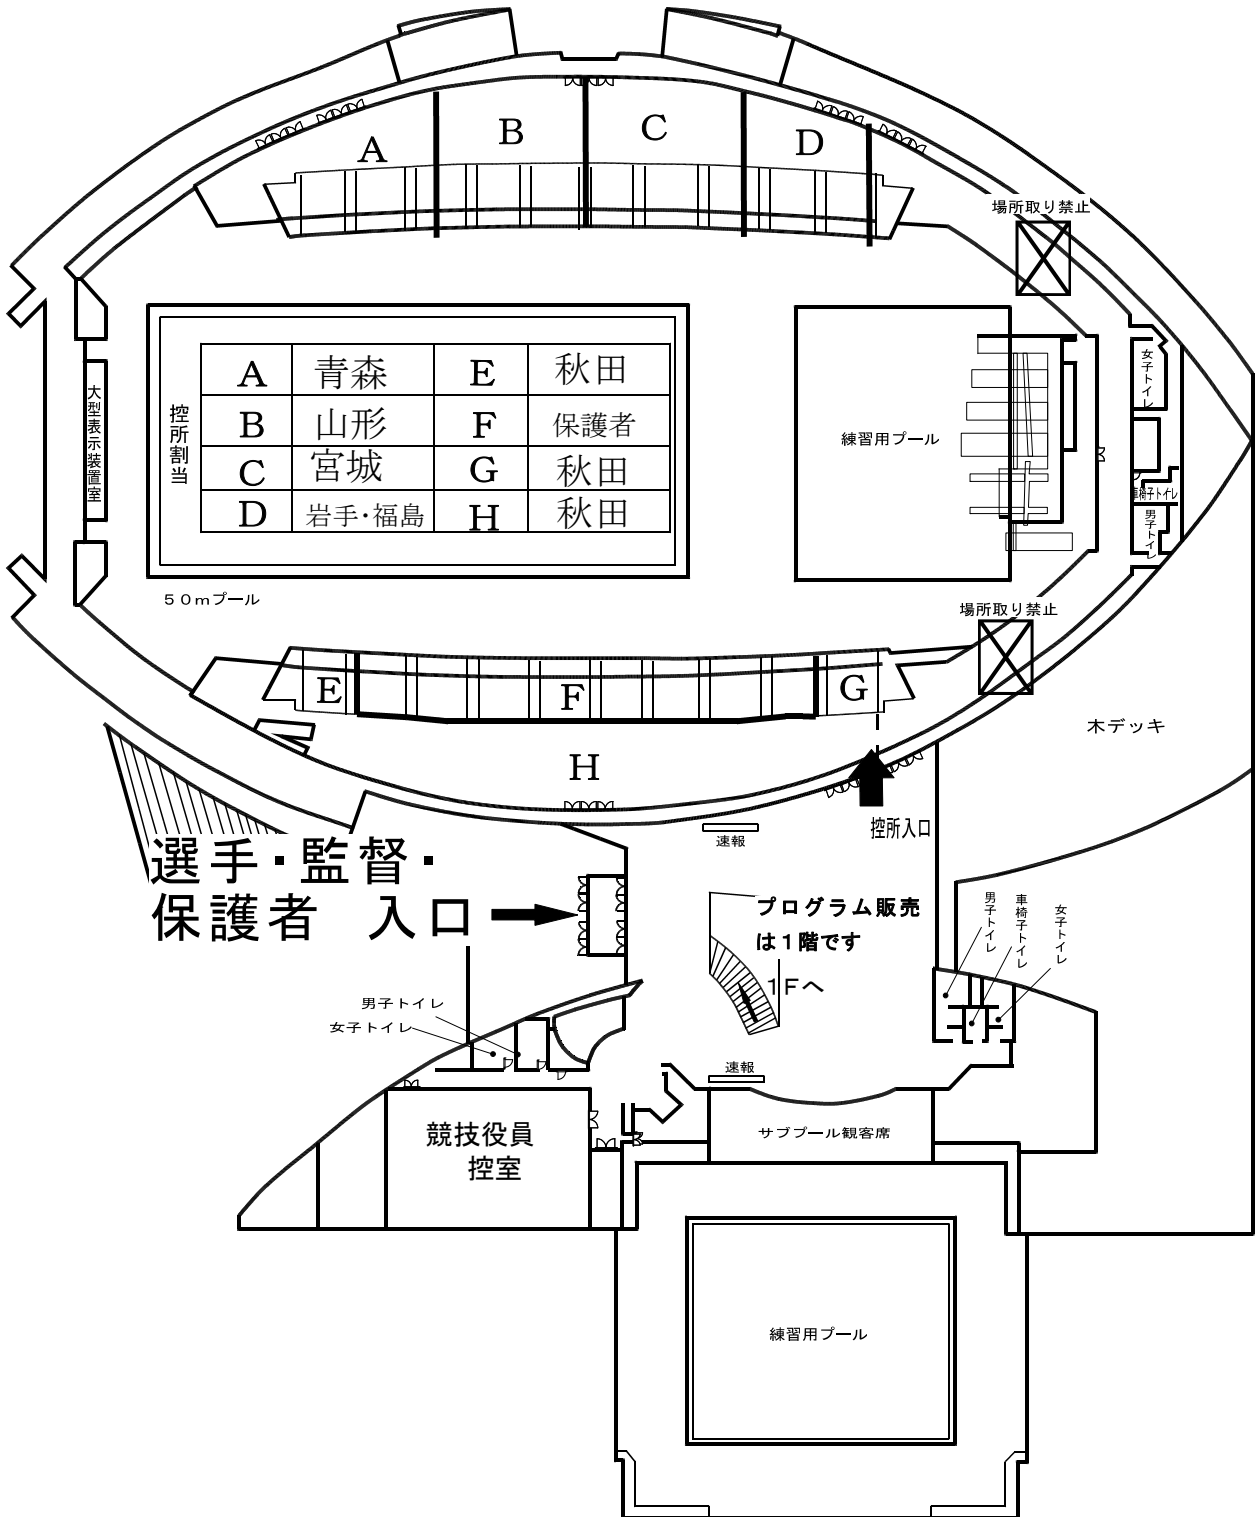 A
B
C
D
場所取り禁止
大型表示装置室
控所割当
A 青森 E 秋田
B 山形 F 保護者
C 宮城 G 秋田
D 岩手・福島 H 秋田
練習用プール
女子トイレ
車椅子トイレ
男子トイレ
50mプール
場所取り禁止
E
F
G
H
木デッキ
控所入口
速報
選手・監督・
保護者 入口
プログラム販売
は1階です
1Fへ
男子トイレ
車椅子トイレ
女子トイレ
男子トイレ
女子トイレ
速報
競技役員
控室
サブプール観客席
練習用プール